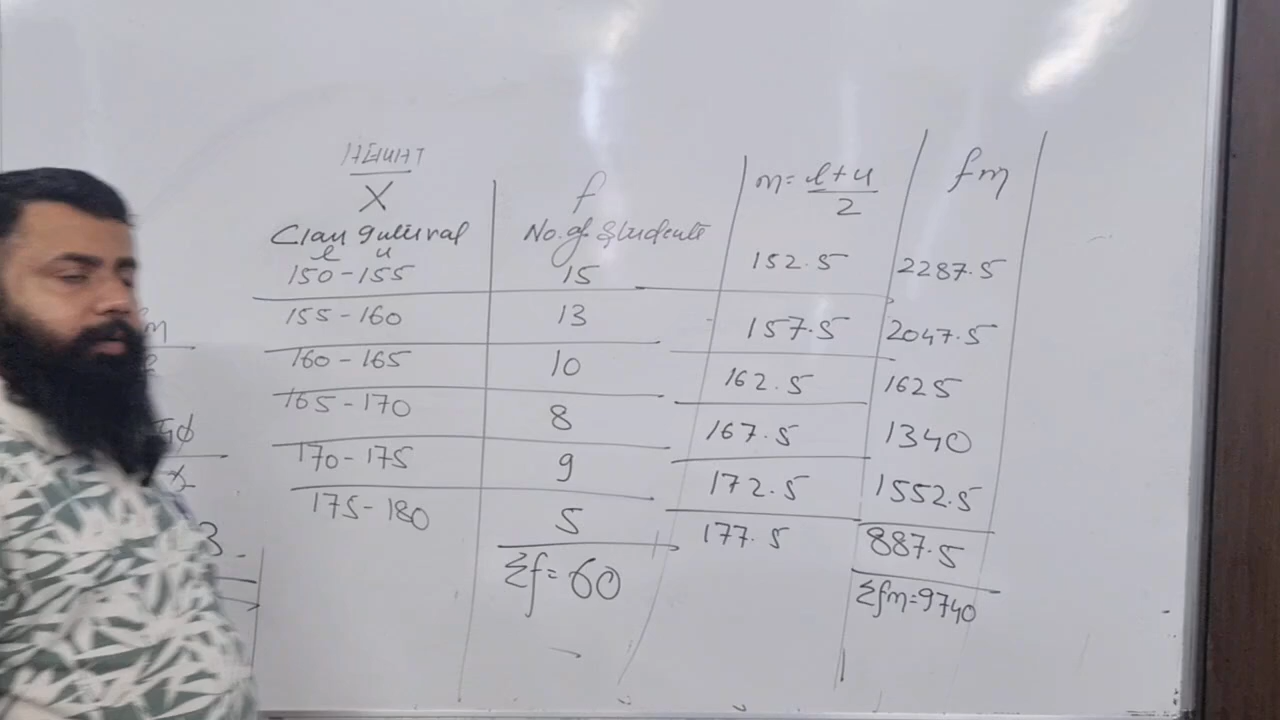 HEIGHT
X f m = l+u/2 fm
Class Interval No. of Students
l u
150-155 15 152.5 2287.5
155-160 13 157.5 2047.5
160-165 10 162.5 1625
165-170 8 167.5 1340
170-175 9 172.5 1552.5
175-180 5 177.5 887.5
Σf=60 Σfm=9740
3